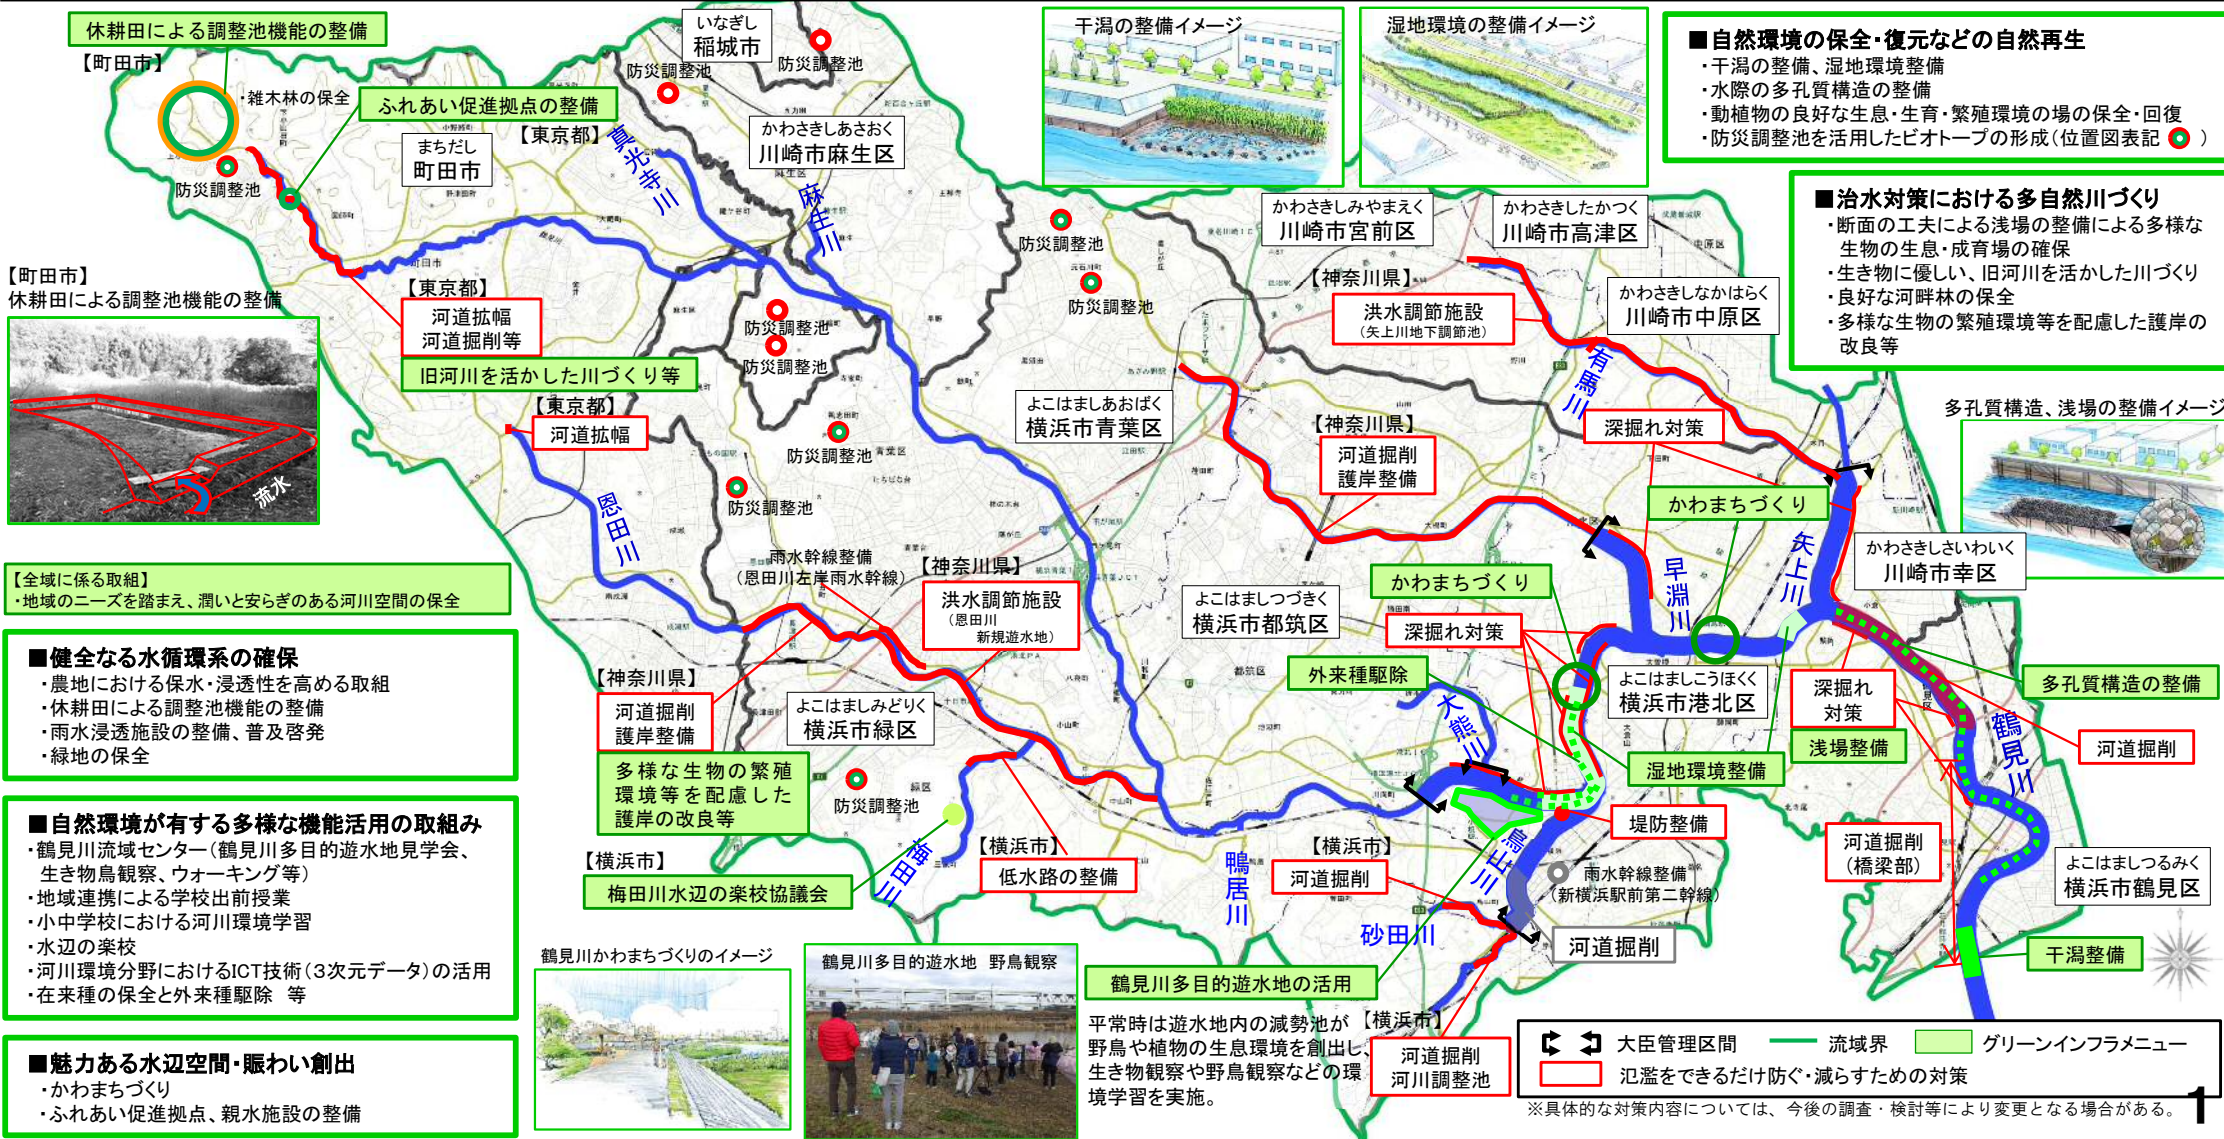 休耕田による調整池機能の整備
【町田市】
・雑木林の保全
ふれあい促進拠点の整備
【東京都】
まちだし
町田市
防災調整池
いなぎし
稲城市
防災調整池
防災調整池
かわさきしあさおく
川崎市麻生区
真光寺川
麻生川
干潟の整備イメージ
湿地環境の整備イメージ
■自然環境の保全・復元などの自然再生
・干潟の整備、湿地環境整備
・水際の多孔質構造の整備
・動植物の良好な生息・生育・繁殖環境の場の保全・回復
・防災調整池を活用したビオトープの形成(位置図表記 )
■治水対策における多自然川づくり
・断面の工夫による浅場の整備による多様な
生物の生息・成育場の確保
・生き物に優しい、旧河川を活かした川づくり
・良好な河畔林の保全
・多様な生物の繁殖環境等を配慮した護岸の
改良等
かわさきしみやまえく
川崎市宮前区
かわさきしたかつく
川崎市高津区
【神奈川県】
洪水調節施設
(矢上川地下調節池)
かわさきしなかはらく
川崎市中原区
有馬川
防災調整池
防災調整池
【町田市】
休耕田による調整池機能の整備
流水
【東京都】
河道拡幅
河道掘削等
旧河川を活かした川づくり等
【東京都】
河道拡幅
防災調整池
防災調整池
防災調整池
防災調整池
恩田川
よこはましあおばく
横浜市青葉区
【神奈川県】
河道掘削
護岸整備
深掘れ対策
かわまちづくり
多孔質構造、浅場の整備イメージ
矢上川
早淵川
かわさきしさいわいく
川崎市幸区
【全域に係る取組】
・地域のニーズを踏まえ、潤いと安らぎのある河川空間の保全
雨水幹線整備
(恩田川左岸雨水幹線)
【神奈川県】
洪水調節施設
(恩田川
新規遊水地)
よこはましつづきく
横浜市都筑区
かわまちづくり
深掘れ対策
外来種駆除
大熊川
よこはましこうほくく
横浜市港北区
湿地環境整備
深掘れ
対策
浅場整備
多孔質構造の整備
河道掘削
鶴見川
■健全なる水循環系の確保
・農地における保水・浸透性を高める取組
・休耕田による調整池機能の整備
・雨水浸透施設の整備、普及啓発
・緑地の保全
【神奈川県】
河道掘削
護岸整備
多様な生物の繁殖
環境等を配慮した
護岸の改良等
よこはましみどりく
横浜市緑区
防災調整池
堤防整備
河道掘削
(橋梁部)
よこはましつるみく
横浜市鶴見区
干潟整備
■自然環境が有する多様な機能活用の取組み
・鶴見川流域センター(鶴見川多目的遊水地見学会、
生き物鳥観察、ウォーキング等)
・地域連携による学校出前授業
・小中学校における河川環境学習
・水辺の楽校
・河川環境分野におけるICT技術(3次元データ)の活用
・在来種の保全と外来種駆除 等
【横浜市】
梅田川水辺の楽校協議会
梅田川
【横浜市】
低水路の整備
鴨居川
【横浜市】
河道掘削
鳥山川
砂田川
雨水幹線整備
(新横浜駅前第二幹線)
河道掘削
■魅力ある水辺空間・賑わい創出
・かわまちづくり
・ふれあい促進拠点、親水施設の整備
鶴見川かわまちづくりのイメージ
鶴見川多目的遊水地 野鳥観察
鶴見川多目的遊水地の活用
平常時は遊水地内の減勢池が
野鳥や植物の生息環境を創出し、
生き物観察や野鳥観察などの環
境学習を実施。
【横浜市】
河道掘削
河川調整池
大臣管理区間
流域界
グリーンインフラメニュー
氾濫をできるだけ防ぐ・減らすための対策
※具体的な対策内容については、今後の調査・検討等により変更となる場合がある。
1